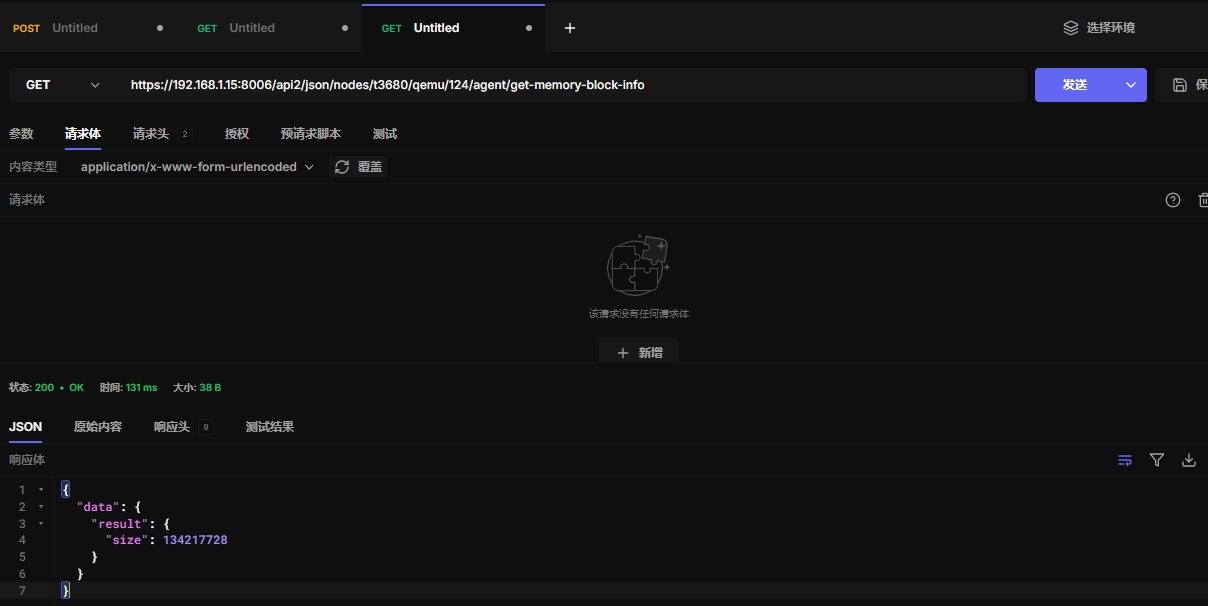 POST Untitled GET Untitled GET Untitled 选择环境
GET https://192.168.1.15:8006/api2/json/nodes/t3680/qemu/124/agent/get-memory-block-info 发送 保
参数 请求体 请求头 2 授权 预请求脚本 测试
内容类型 application/x-www-form-urlencoded 覆盖
请求体
该请求没有任何请求体
新增
状态: 200 • OK 时间: 131 ms 大小: 38 B
JSON 原始内容 响应头 9 测试结果
响应体
1 {
2 "data": {
3 "result": {
4 "size": 134217728
5 }
6 }
7 }